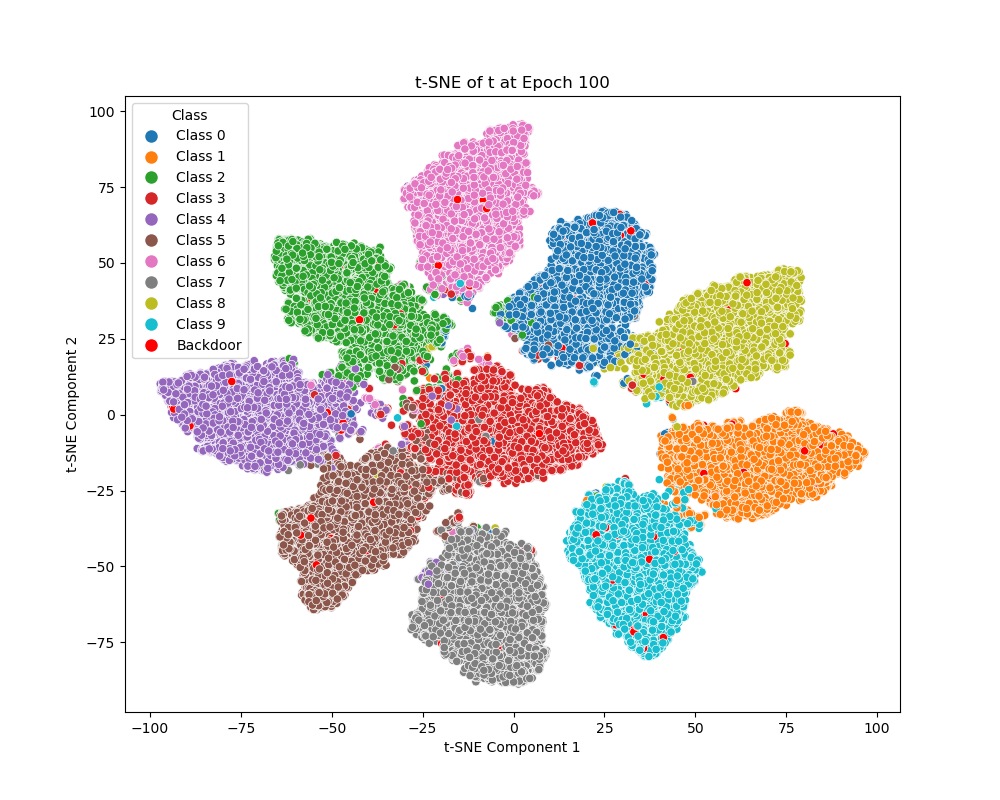 t-SNE of t at Epoch 100
t-SNE Component 2
100
75
50
25
0
−25
−50
−75
Class
Class 0
Class 1
Class 2
Class 3
Class 4
Class 5
Class 6
Class 7
Class 8
Class 9
Backdoor
−100
−75
−50
−25
0
25
50
75
100
t-SNE Component 1